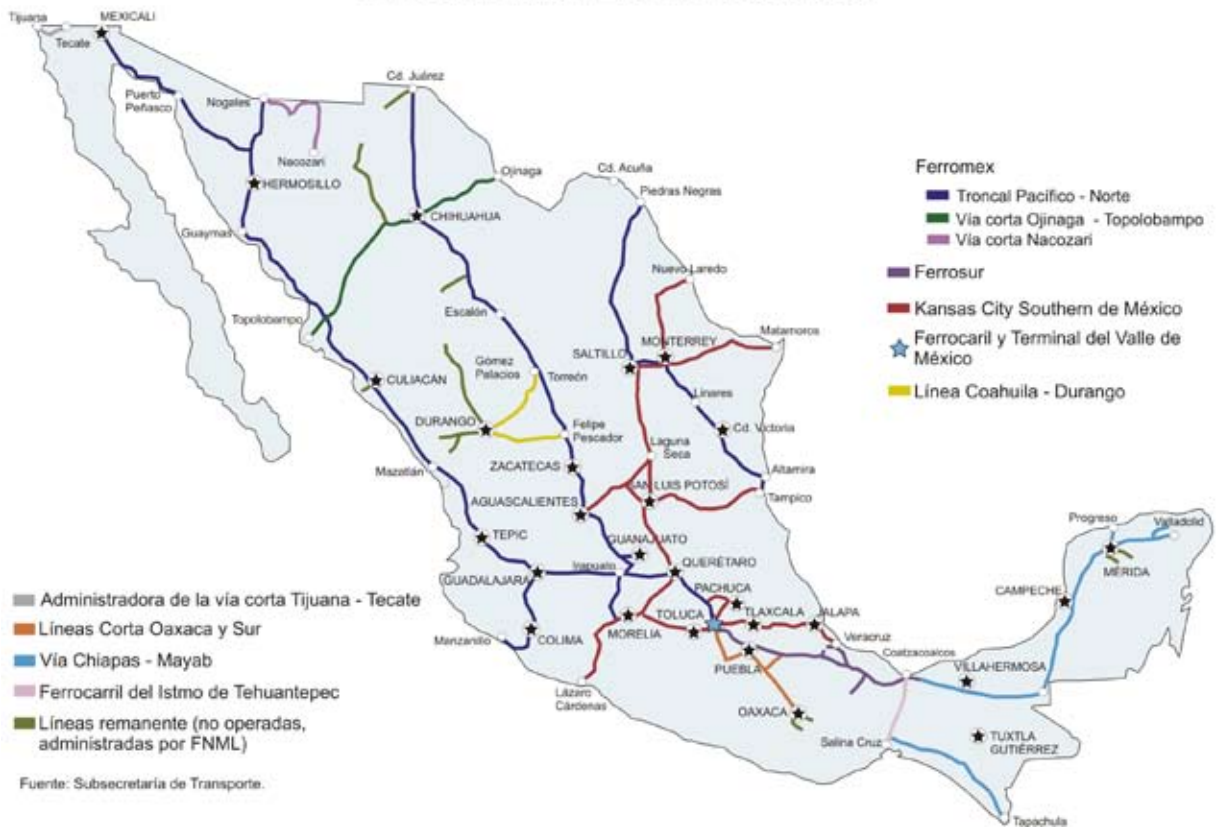 Tijuana
MEXICALI
Tecate
Puerto
Peñasco
Nogales
Cd. Juárez
Nacozari
HERMOSILLO
Guaymas
CHIHUAHUA
Ojinaga
Cd. Acuña
Piedras Negras
Topolobampo
Escalón
Nuevo Laredo
Matamoros
SALTILLO
MONTERREY
CULIACÁN
Gómez
Palacios
Torreón
Linares
DURANGO
Felipe
Pescador
Cd. Victoria
Mazatlán
ZACATECAS
Laguna
Seca
Altamira
Tampico
AGUASCALIENTES
SAN LUIS POTOSÍ
TEPIC
GUANAJUATO
GUADALAJARA
Irapuato
QUERÉTARO
PACHUCA
TOLUCA
TLAXCALA
JALAPA
Manzanillo
COLIMA
MORELIA
Veracruz
PUEBLA
Coatzacoalcos
Lázaro
Cárdenas
OAXACA
Selina Cruz
VILLAHERMOSA
TUXTLA
GUTIÉRREZ
Tapachula
CAMPECHE
Progreso
Valladolid
MÉRIDA
Ferromex
Troncal Pacífico - Norte
Vía corta Ojinaga - Topolobampo
Vía corta Nacozari
Ferrosur
Kansas City Southern de México
Ferrocaril y Terminal del Valle de
México
Línea Coahuila - Durango
Administradora de la vía corta Tijuana - Tecate
Líneas Corta Oaxaca y Sur
Vía Chiapas - Mayab
Ferrocarril del Istmo de Tehuantepec
Líneas remanente (no operadas,
administradas por FNML)
Fuente: Subsecretaría de Transporte.